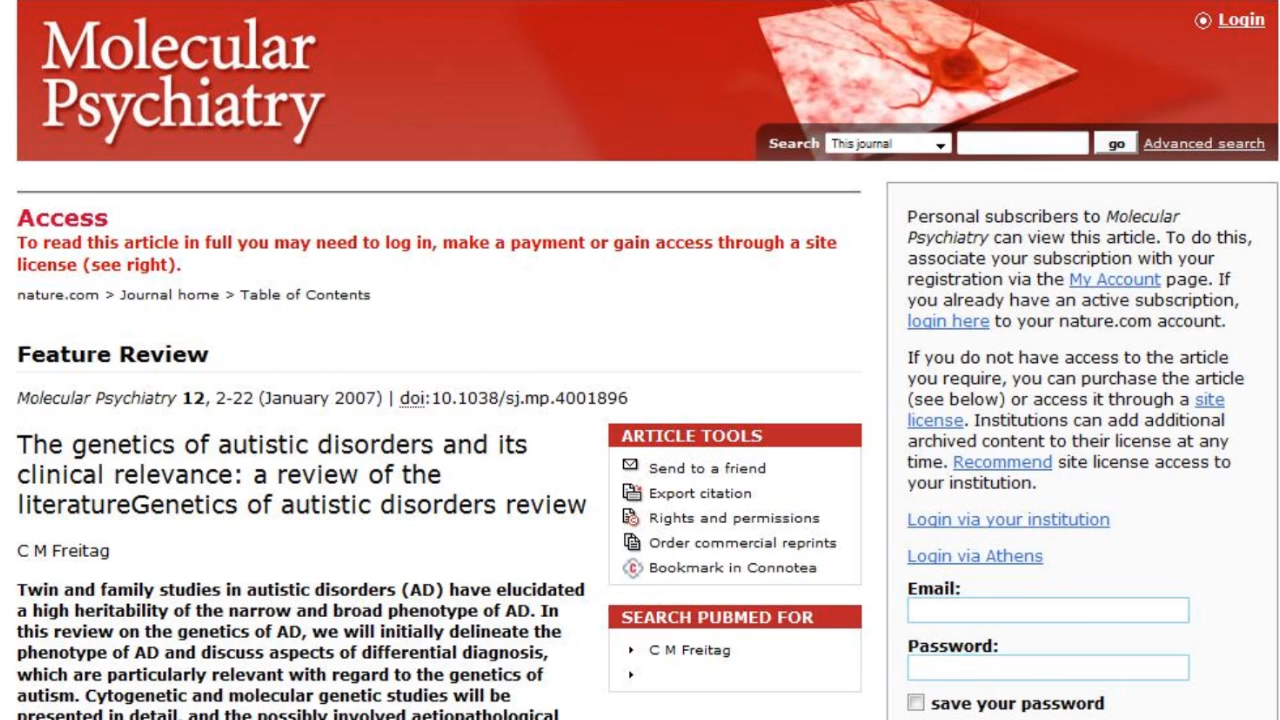 Molecular
Psychiatry
Login
Search This journal go Advanced search
Access
To read this article in full you may need to log in, make a payment or gain access through a site
license (see right).
nature.com > Journal home > Table of Contents
Feature Review
Molecular Psychiatry 12, 2-22 (January 2007) | doi:10.1038/sj.mp.4001896
The genetics of autistic disorders and its
clinical relevance: a review of the
literatureGenetics of autistic disorders review
C M Freitag
Twin and family studies in autistic disorders (AD) have elucidated
a high heritability of the narrow and broad phenotype of AD. In
this review on the genetics of AD, we will initially delineate the
phenotype of AD and discuss aspects of differential diagnosis,
which are particularly relevant with regard to the genetics of
autism. Cytogenetic and molecular genetic studies will be
presented in detail, and the possibly involved aetiopathological
ARTICLE TOOLS
Send to a friend
Export citation
Rights and permissions
Order commercial reprints
Bookmark in Connotea
SEARCH PUBMED FOR
C M Freitag
Personal subscribers to Molecular
Psychiatry can view this article. To do this,
associate your subscription with your
registration via the My Account page. If
you already have an active subscription,
login here to your nature.com account.
If you do not have access to the article
you require, you can purchase the article
(see below) or access it through a site
license. Institutions can add additional
archived content to their license at any
time. Recommend site license access to
your institution.
Login via your institution
Login via Athens
Email:
Password:
save your password